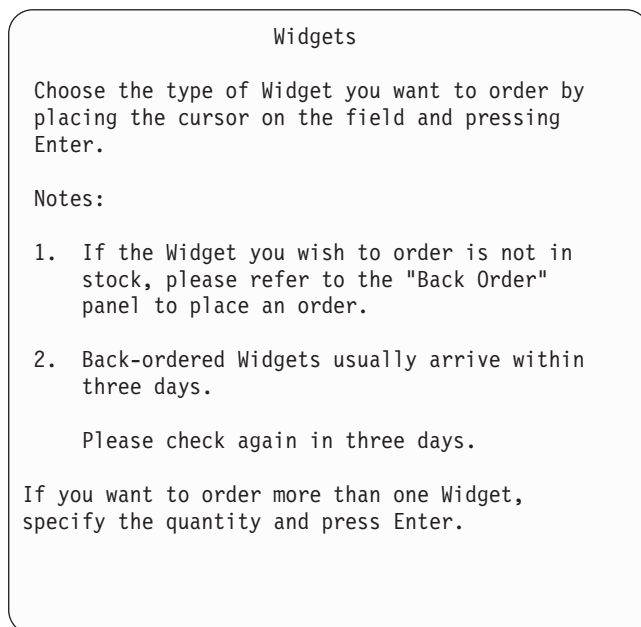 Widgets
Choose the type of Widget you want to order by
placing the cursor on the field and pressing
Enter.
Notes:
1. If the Widget you wish to order is not in
stock, please refer to the "Back Order"
panel to place an order.
2. Back-ordered Widgets usually arrive within
three days.
Please check again in three days.
If you want to order more than one Widget,
specify the quantity and press Enter.